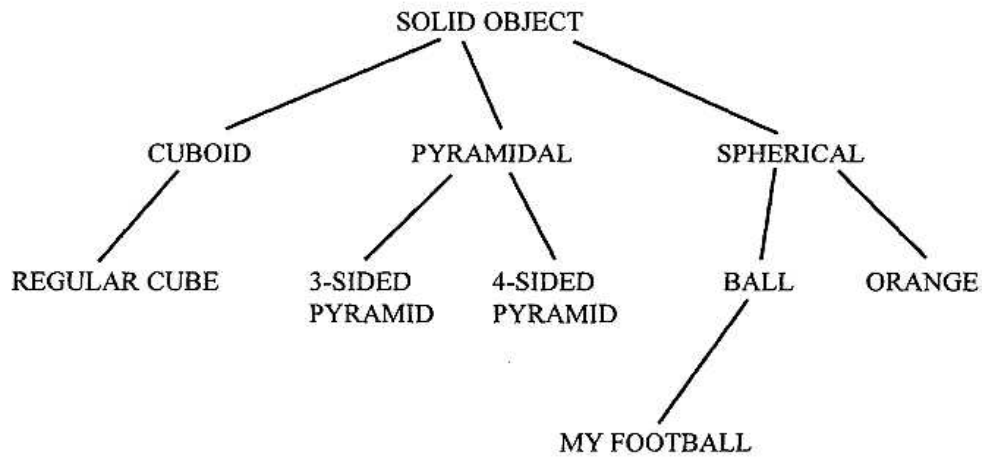 SOLID OBJECT
CUBOID
PYRAMIDAL
SPHERICAL
REGULAR CUBE
3-SIDED
PYRAMID
4-SIDED
PYRAMID
BALL
ORANGE
MY FOOTBALL